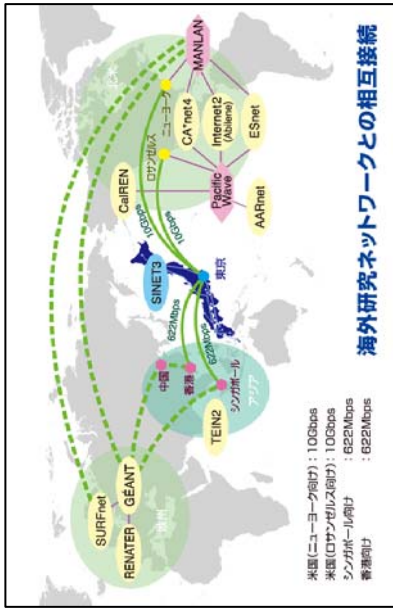 海外研究ネットワークとの相互接続
欧州
SURFnet
RENATER
GÉANT
中国
香港
シンガポール
TEIN2
アジア
622Mbps
622Mbps
SINET3
東京
10Gbps
10Gbps
北米
CalREN
ロサンゼルス
ニューヨーク
MANLAN
CA*net4
Internet2
(Abilene)
ESnet
Pacific
Wave
AARnet
米国(ニューヨーク向け):10Gbps
米国(ロサンゼルス向け):10Gbps
シンガポール向け :622Mbps
香港向け :622Mbps